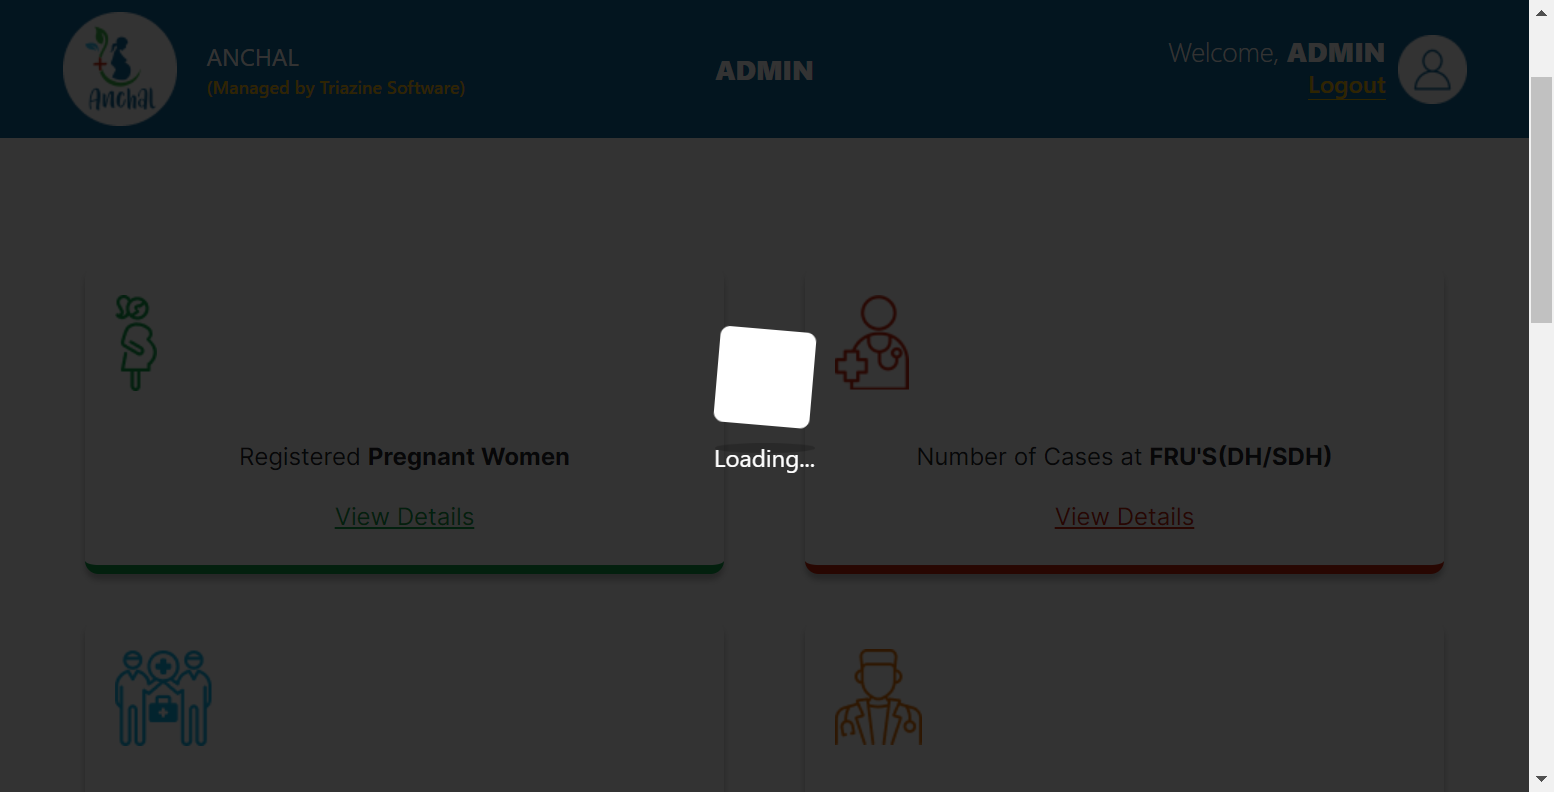 Anchal
ANCHAL
(Managed by Triazine Software)
ADMIN
Welcome, ADMIN
Logout
Loading...
Registered Pregnant Women
View Details
Number of Cases at FRU'S(DH/SDH)
View Details